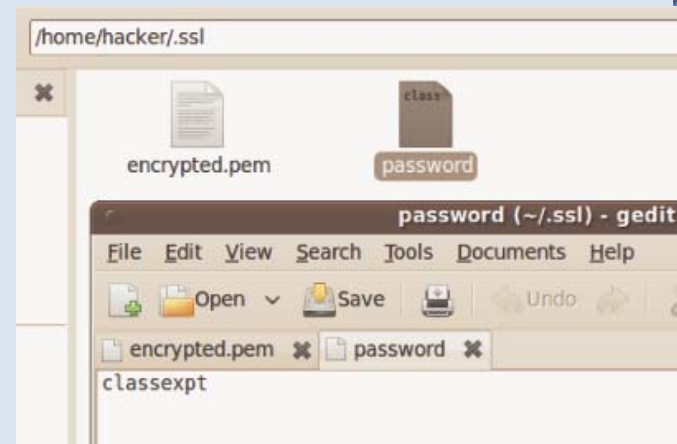 /home/hacker/.ssl
class
encrypted.pem
password
password (~/.ssl) - gedit
File Edit View Search Tools Documents Help
Open Save Undo
encrypted.pem password
classexpt